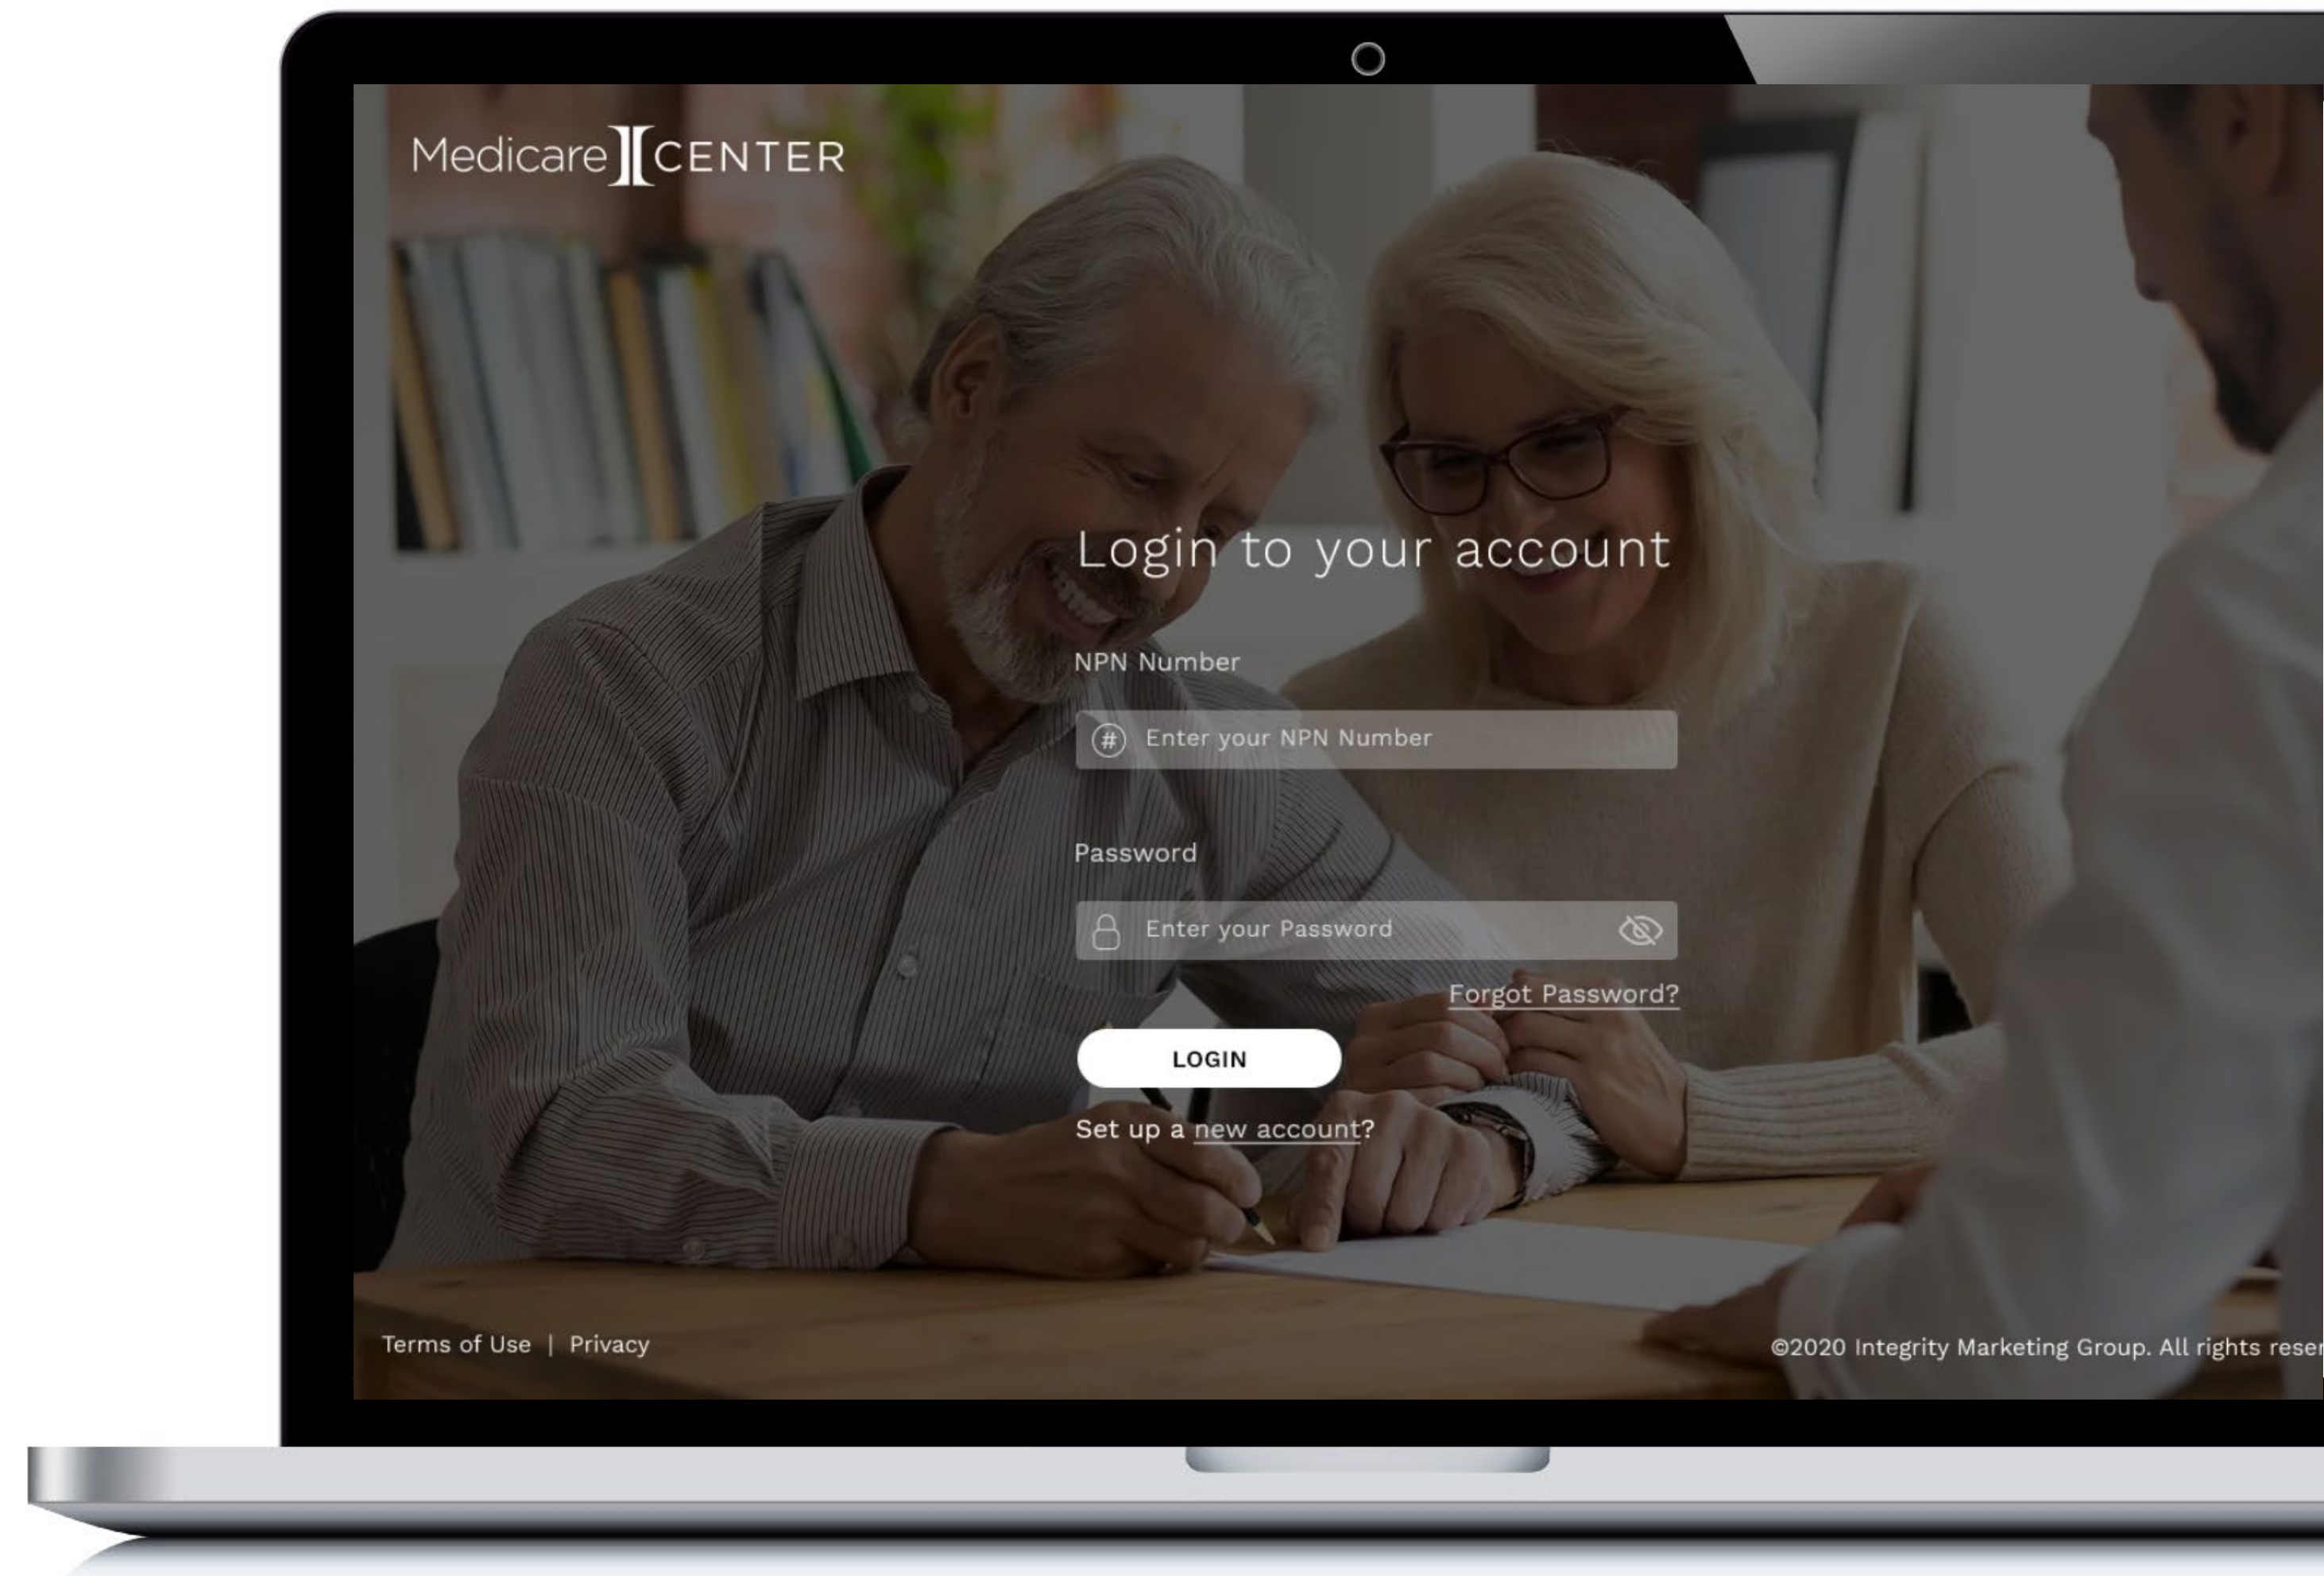 Medicare CENTER
Login to your account
NPN Number
# Enter your NPN Number
Password
Enter your Password
Forgot Password?
LOGIN
Set up a new account?
Terms of Use | Privacy
©2020 Integrity Marketing Group. All rights reser